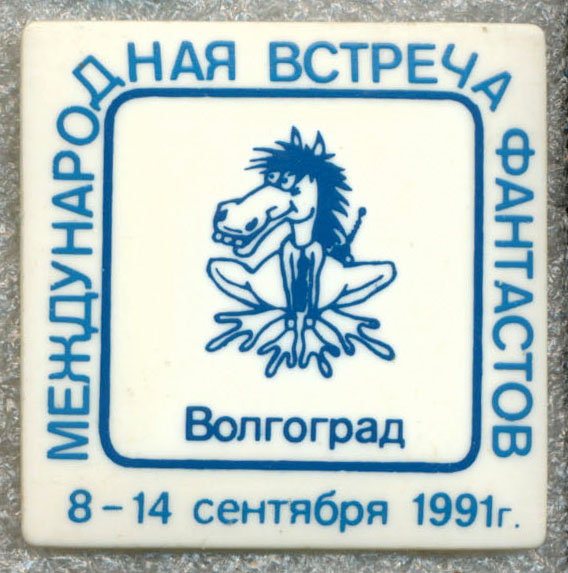 МЕЖДУНАРОДНАЯ ВСТРЕЧА ФАНТАСТОВ
Волгоград
8-14 сентября 1991г.